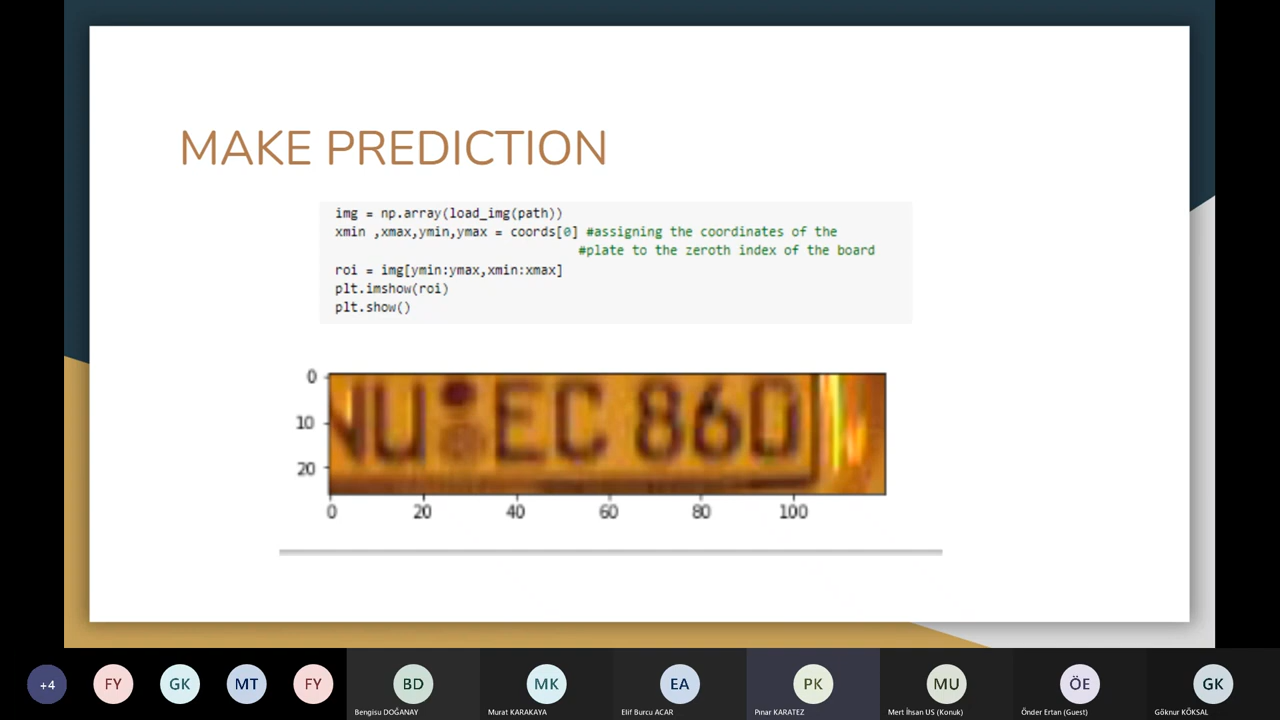 MAKE PREDICTION
img = np.array(load_img(path))
xmin ,xmax,ymin,ymax = coords[0] #assigning the coordinates of the
#plate to the zeroth index of the board
roi = img[ymin:ymax,xmin:xmax]
plt.imshow(roi)
plt.show()
0
10
20
NU EC 860
0 20 40 60 80 100
+4 FY GK MT FY BD MK EA PK MU ÖE GK
Bengisu DOĞANAY Murat KARAKAYA Elif Burcu ACAR Pınar KARATEZ Mert İhsan US (Konuk) Önder Ertan (Guest) Göknur KÖKSAL